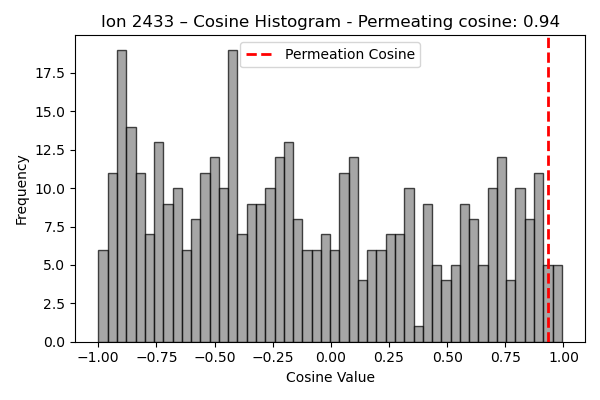 Ion 2433 – Cosine Histogram - Permeating cosine: 0.94
Permeation Cosine
Frequency
17.5
15.0
12.5
10.0
7.5
5.0
2.5
0.0
−1.00 −0.75 −0.50 −0.25 0.00 0.25 0.50 0.75 1.00
Cosine Value